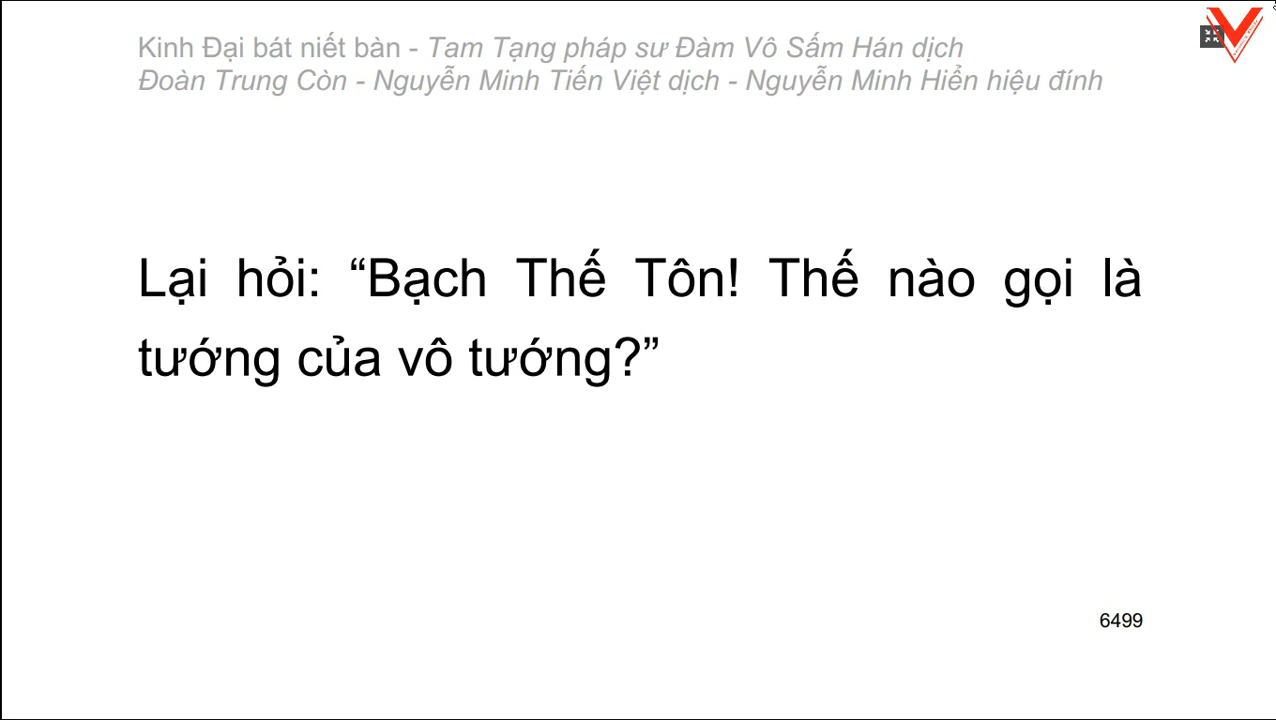 Kinh Đại bát niết bàn - Tam Tạng pháp sư Đàm Vô Sấm Hán dịch
Đoàn Trung Còn - Nguyễn Minh Tiến Việt dịch - Nguyễn Minh Hiển hiệu đính
Lại hỏi: “Bạch Thế Tôn! Thế nào gọi là
tướng của vô tướng?”
6499